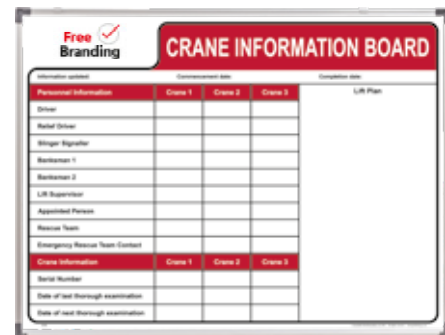 Free
Branding
CRANE INFORMATION BOARD
Information updated: Commencement date: Completion date:
Personnel Information Crane 1 Crane 2 Crane 3 Lift Plan
Driver
Relief Driver
Slinger Signaller
Banksman 1
Banksman 2
Lift Supervisor
Appointed Person
Rescue Team
Emergency Rescue Team Contact
Crane Information Crane 1 Crane 2 Crane 3
Serial Number
Date of last thorough examination
Date of next thorough examination